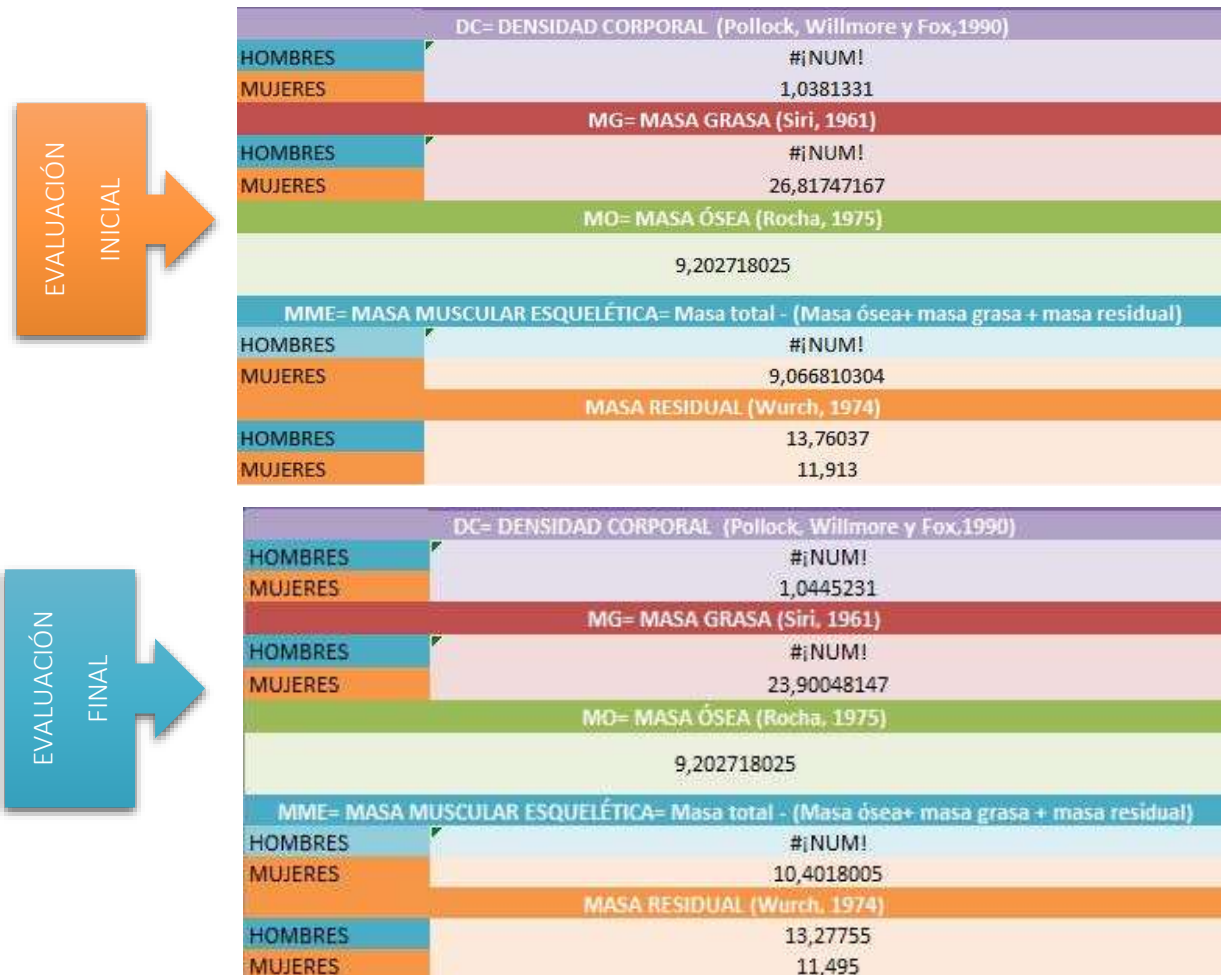 EVALUACIÓN
INICIAL
DC= DENSIDAD CORPORAL (Pollock, Willmore y Fox,1990)
HOMBRES #¡NUM!
MUJERES 1,0381331
MG= MASA GRASA (Siri, 1961)
HOMBRES #¡NUM!
MUJERES 26,81747167
MO= MASA ÓSEA (Rocha, 1975)
9,202718025
MME= MASA MUSCULAR ESQUELÉTICA= Masa total - (Masa ósea+ masa grasa + masa residual)
HOMBRES #¡NUM!
MUJERES 9,066810304
MASA RESIDUAL (Wurch, 1974)
HOMBRES 13,76037
MUJERES 11,913
EVALUACIÓN
FINAL
DC= DENSIDAD CORPORAL (Pollock, Willmore y Fox,1990)
HOMBRES #¡NUM!
MUJERES 1,0445231
MG= MASA GRASA (Siri, 1961)
HOMBRES #¡NUM!
MUJERES 23,90048147
MO= MASA ÓSEA (Rocha, 1975)
9,202718025
MME= MASA MUSCULAR ESQUELÉTICA= Masa total - (Masa ósea+ masa grasa + masa residual)
HOMBRES #¡NUM!
MUJERES 10,4018005
MASA RESIDUAL (Wurch, 1974)
HOMBRES 13,27755
MUJERES 11,495